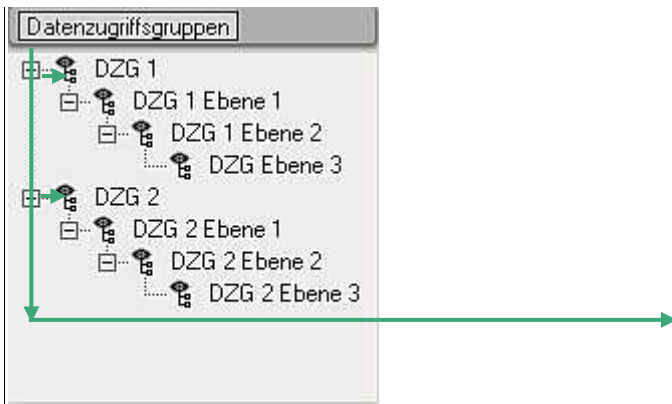 Datenzugriffsgruppen
DZG 1
DZG 1 Ebene 1
DZG 1 Ebene 2
DZG Ebene 3
DZG 2
DZG 2 Ebene 1
DZG 2 Ebene 2
DZG 2 Ebene 3